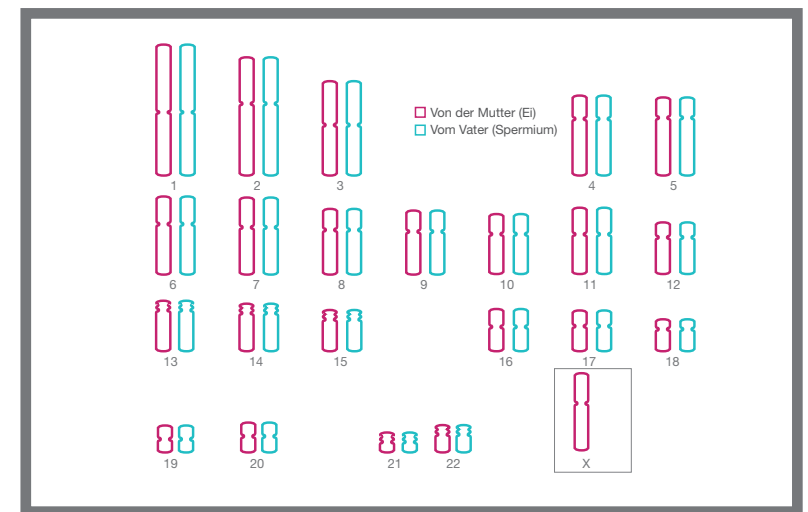 Von der Mutter (Ei)
Vom Vater (Spermium)
1 2 3 4 5
6 7 8 9 10 11 12
13 14 15 16 17 18
19 20 21 22 X